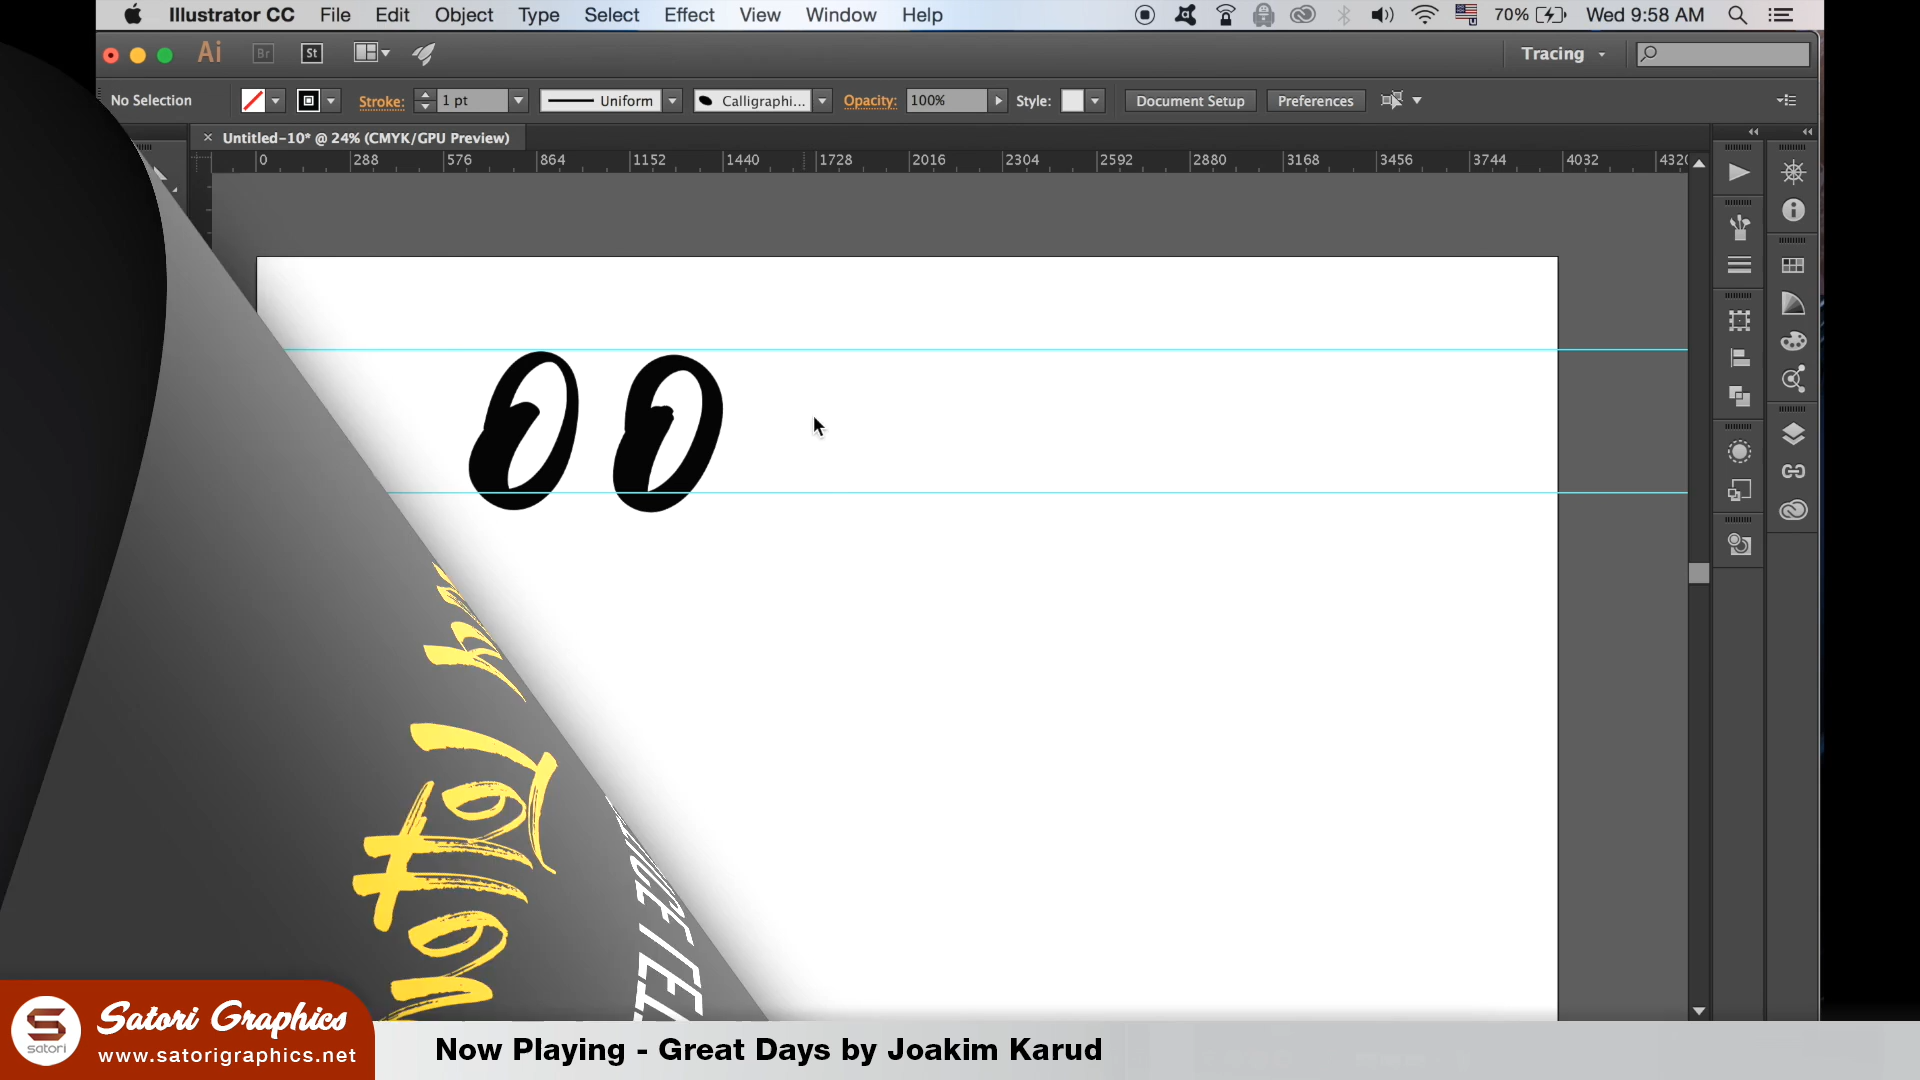 Illustrator CC File Edit Object Type Select Effect View Window Help 70% Wed 9:58 AM
Ai Br St Tracing
No Selection Stroke: 1 pt Uniform Calligraphi... Opacity: 100% Style: Document Setup Preferences
× Untitled-10* @ 24% (CMYK/GPU Preview)
0 288 576 864 1152 1440 1728 2016 2304 2592 2880 3168 3456 3744 4032 4320
Satori Graphics
satori
www.satorigraphics.net
Now Playing - Great Days by Joakim Karud